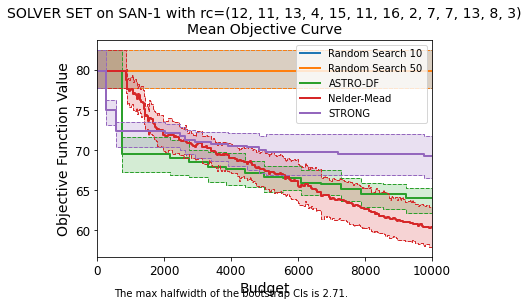 SOLVER SET on SAN-1 with rc=(12, 11, 13, 4, 15, 11, 16, 2, 7, 7, 13, 8, 3)
Mean Objective Curve
Random Search 10
Random Search 50
ASTRO-DF
Nelder-Mead
STRONG
Objective Function Value
80
75
70
65
60
0 2000 4000 6000 8000 10000
Budget
The max halfwidth of the bootstrap CIs is 2.71.